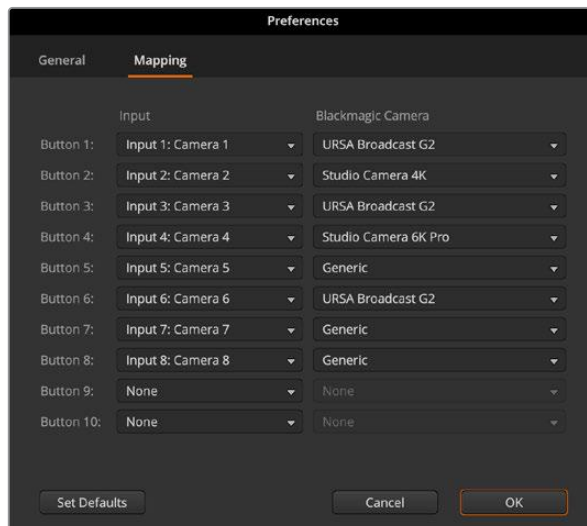 Preferences
General Mapping
Input Blackmagic Camera
Button 1: Input 1: Camera 1 URSA Broadcast G2
Button 2: Input 2: Camera 2 Studio Camera 4K
Button 3: Input 3: Camera 3 URSA Broadcast G2
Button 4: Input 4: Camera 4 Studio Camera 6K Pro
Button 5: Input 5: Camera 5 Generic
Button 6: Input 6: Camera 6 URSA Broadcast G2
Button 7: Input 7: Camera 7 Generic
Button 8: Input 8: Camera 8 Generic
Button 9: None None
Button 10: None None
Set Defaults Cancel OK